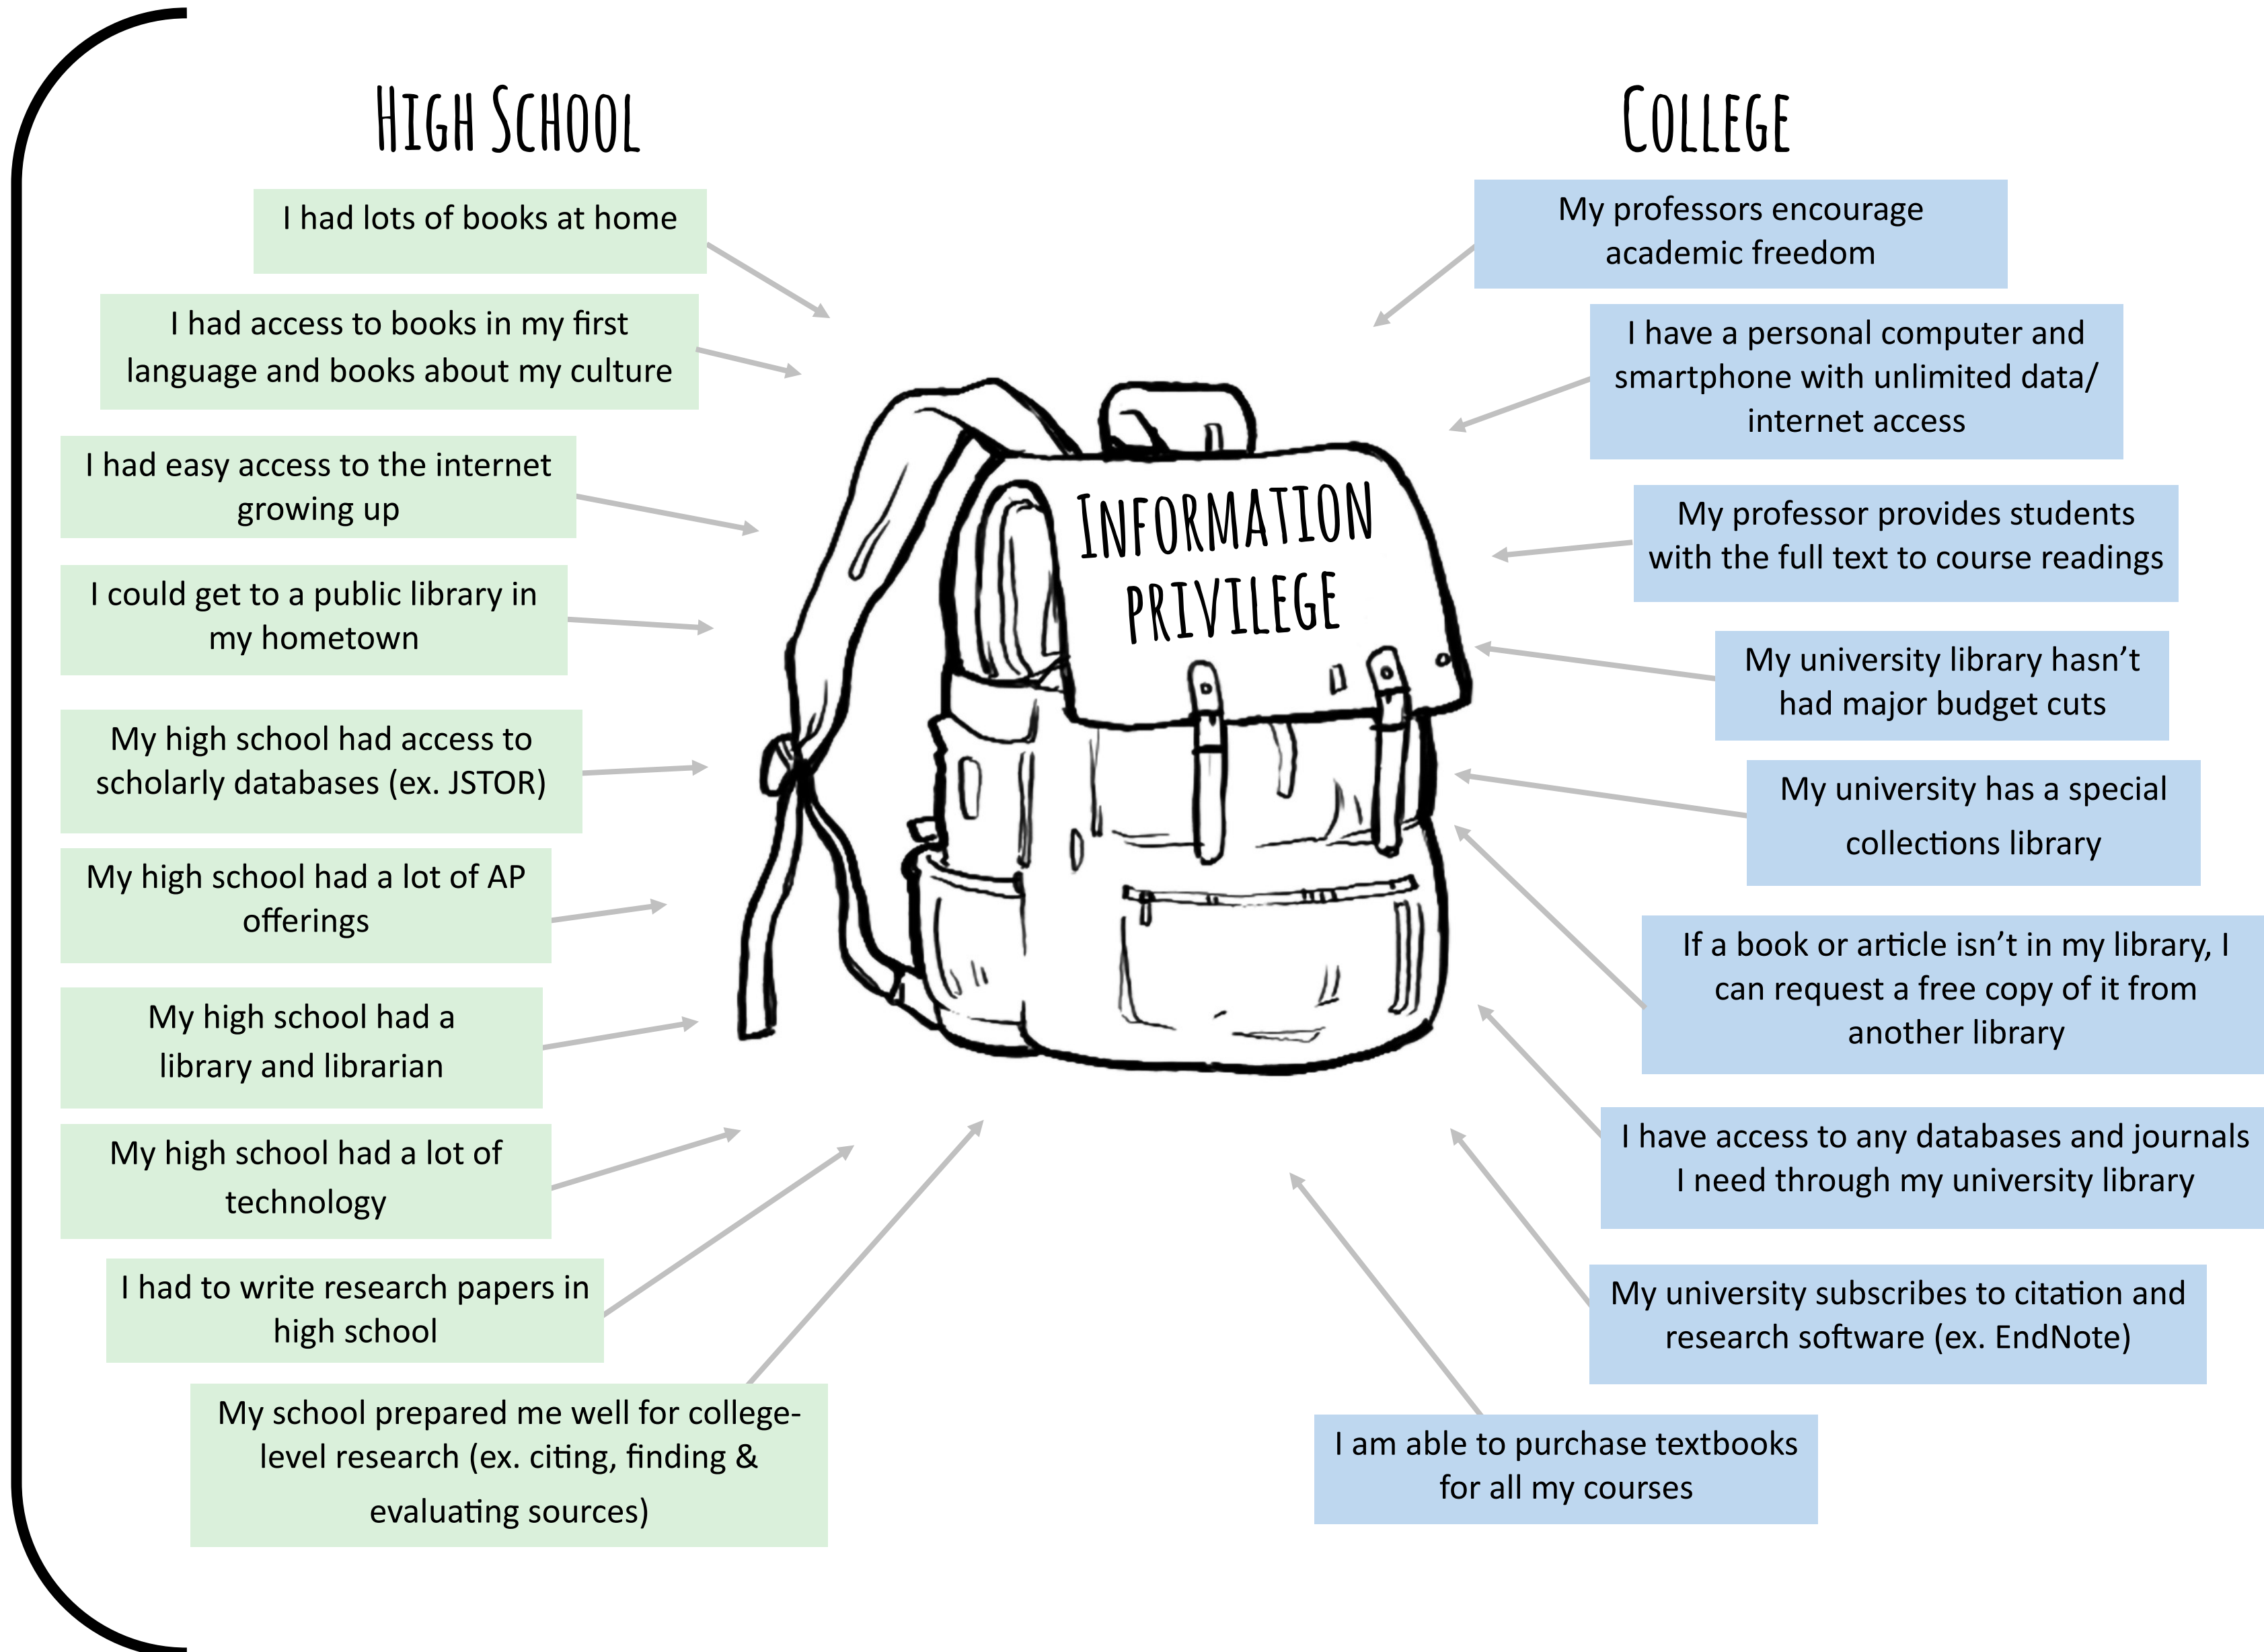 HIGH SCHOOL
I had lots of books at home
I had access to books in my first
language and books about my culture
I had easy access to the internet
growing up
I could get to a public library in
my hometown
My high school had access to
scholarly databases (ex. JSTOR)
My high school had a lot of AP
offerings
My high school had a
library and librarian
My high school had a lot of
technology
I had to write research papers in
high school
My school prepared me well for college-
level research (ex. citing, finding &
evaluating sources)
INFORMATION
PRIVILEGE
COLLEGE
My professors encourage
academic freedom
I have a personal computer and
smartphone with unlimited data/
internet access
My professor provides students
with the full text to course readings
My university library hasn’t
had major budget cuts
My university has a special
collections library
If a book or article isn’t in my library, I
can request a free copy of it from
another library
I have access to any databases and journals
I need through my university library
My university subscribes to citation and
research software (ex. EndNote)
I am able to purchase textbooks
for all my courses